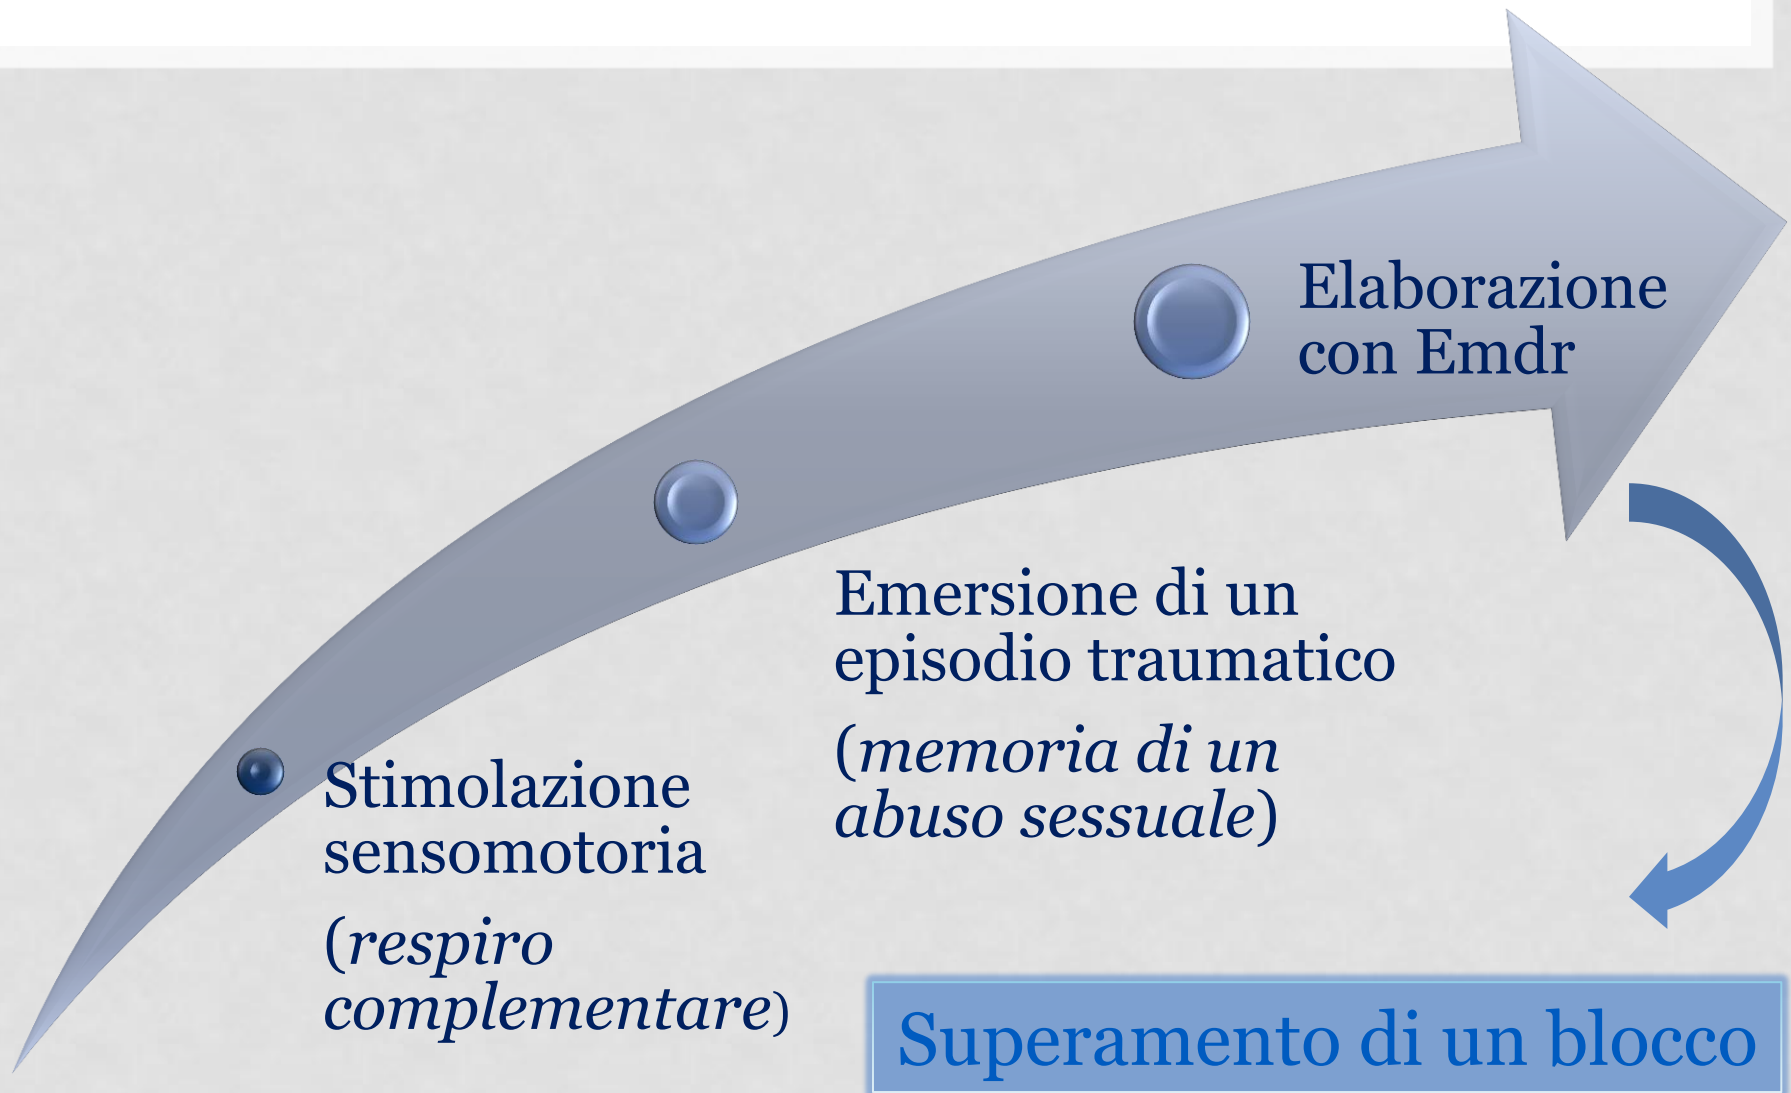 Stimolazione
sensomotoria
(respiro
complementare)
Emersione di un
episodio traumatico
(memoria di un
abuso sessuale)
Elaborazione
con Emdr
Superamento di un blocco